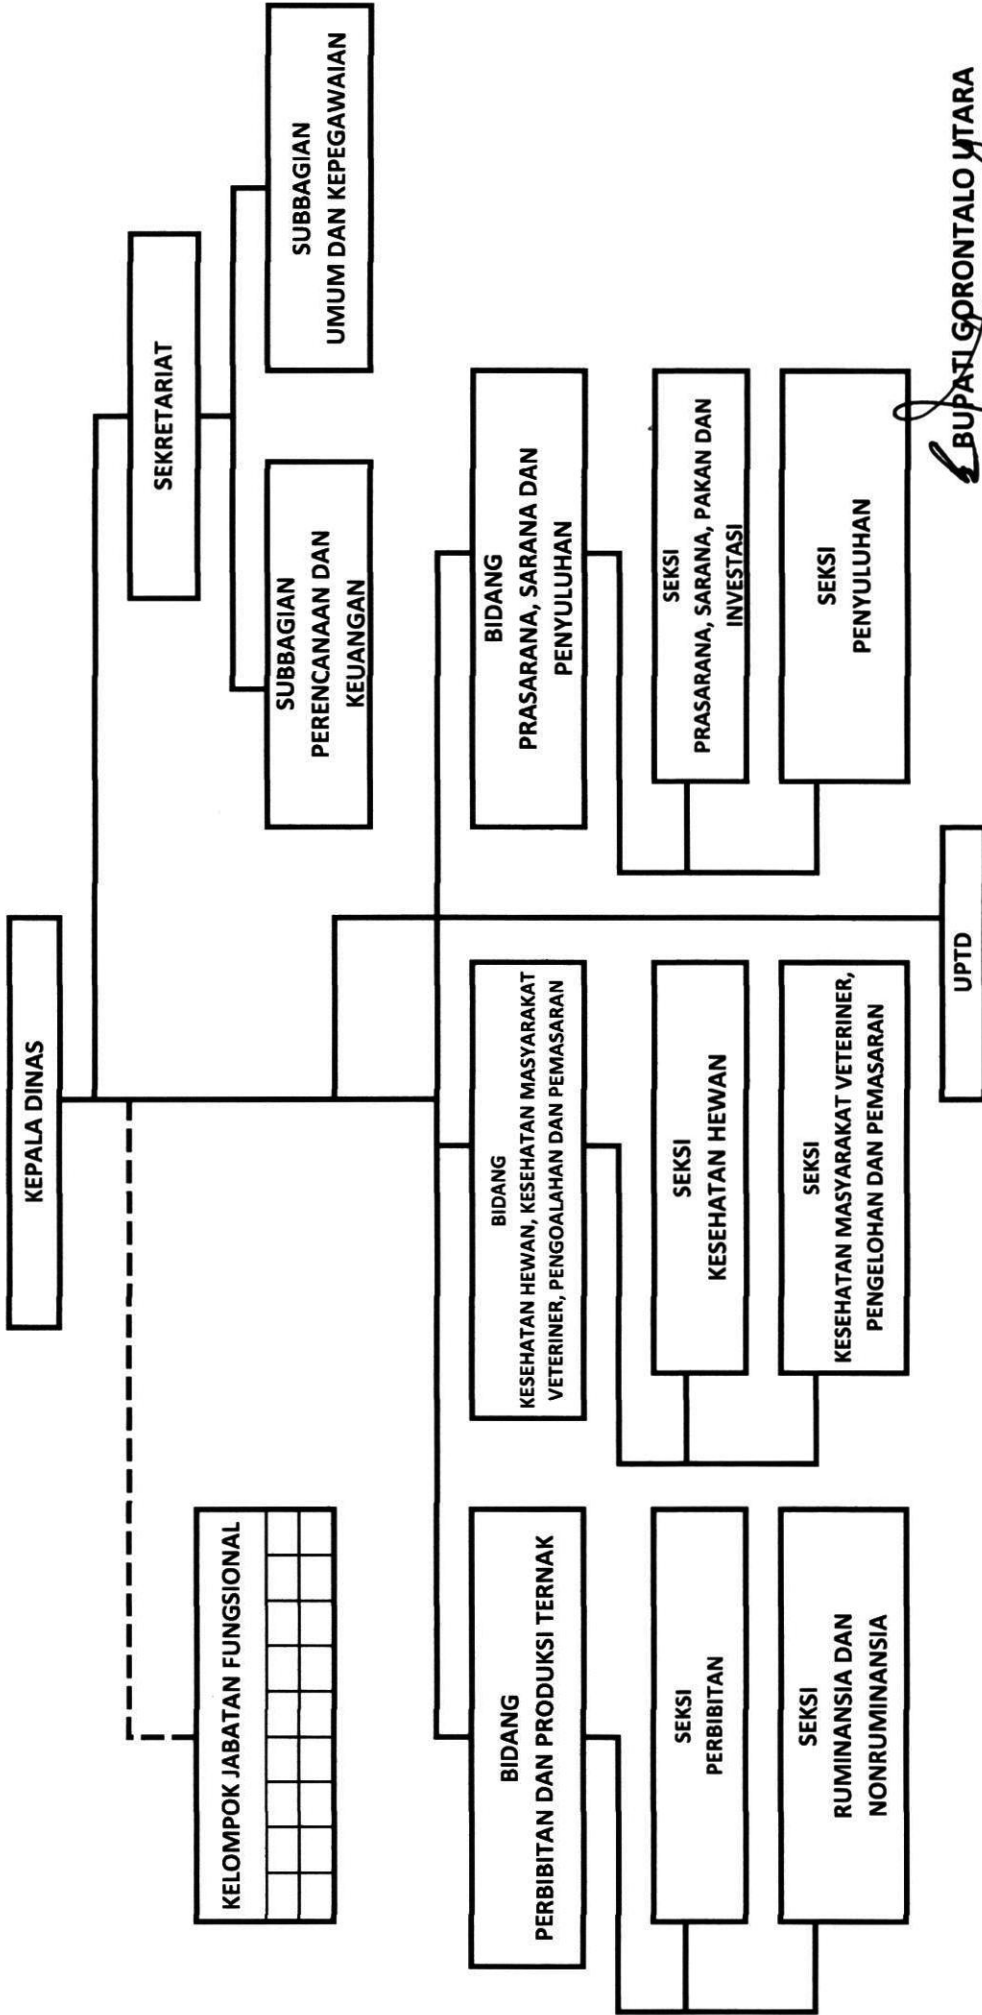 KEPALA DINAS
SEKRETARIAT
KELOMPOK JABATAN FUNGSIONAL
SUBBAGIAN
PERENCANAAN DAN
KEUANGAN
SUBBAGIAN
UMUM DAN KEPEGAWAIAN
BIDANG
PERBIBITAN DAN PRODUKSI TERNAK
BIDANG
KESEHATAN HEWAN, KESEHATAN MASYARAKAT
VETERINER, PENGOALAHAN DAN PEMASARAN
BIDANG
PRASARANA, SARANA DAN
PENYULUHAN
SEKSI
PERBIBITAN
SEKSI
KESEHATAN HEWAN
SEKSI
PRASARANA, SARANA, PAKAN DAN
INVESTASI
SEKSI
RUMINANSIA DAN
NONRUMINANSIA
SEKSI
KESEHATAN MASYARAKAT VETERINER,
PENGELOHAN DAN PEMASARAN
SEKSI
PENYULUHAN
UPTD
BUPATI GORONTALO UTARA